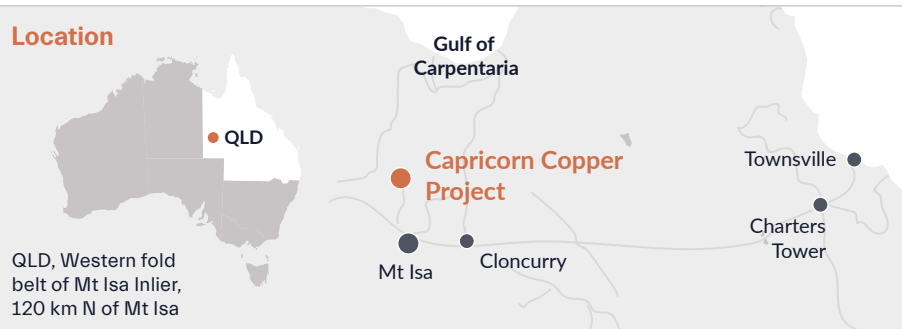 Location
QLD
QLD, Western fold
belt of Mt Isa Inlier,
120 km N of Mt Isa
Gulf of
Carpentaria
Capricorn Copper
Project
Mt Isa
Cloncurry
Townsville
Charters
Tower